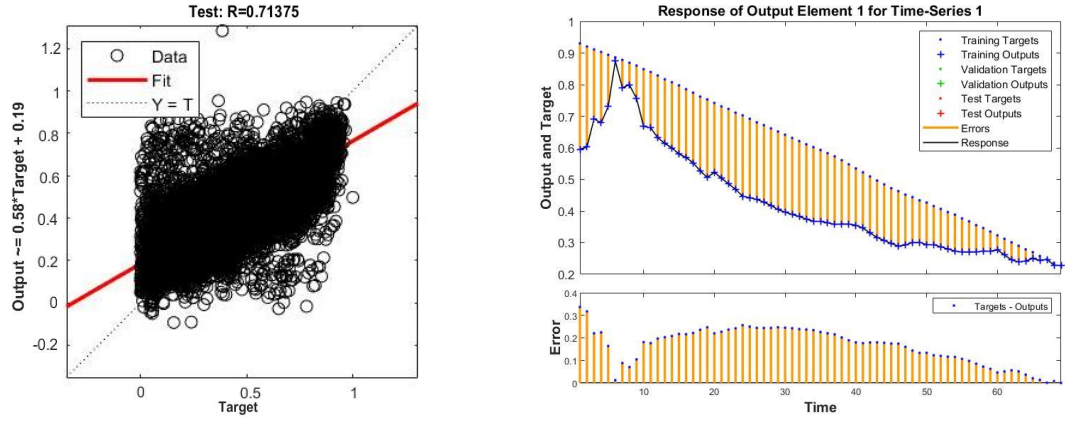 Test: R=0.71375
Output ~= 0.58*Target + 0.19
1.2
1
0.8
0.6
0.4
0.2
0
-0.2
Data
Fit
Y = T
0
0.5
1
Target
Response of Output Element 1 for Time-Series 1
Output and Target
1
0.9
0.8
0.7
0.6
0.5
0.4
0.3
0.2
Training Targets
Training Outputs
Validation Targets
Validation Outputs
Test Targets
Test Outputs
Errors
Response
Error
0.4
0.3
0.2
0.1
0
Targets - Outputs
10
20
30
40
50
60
Time